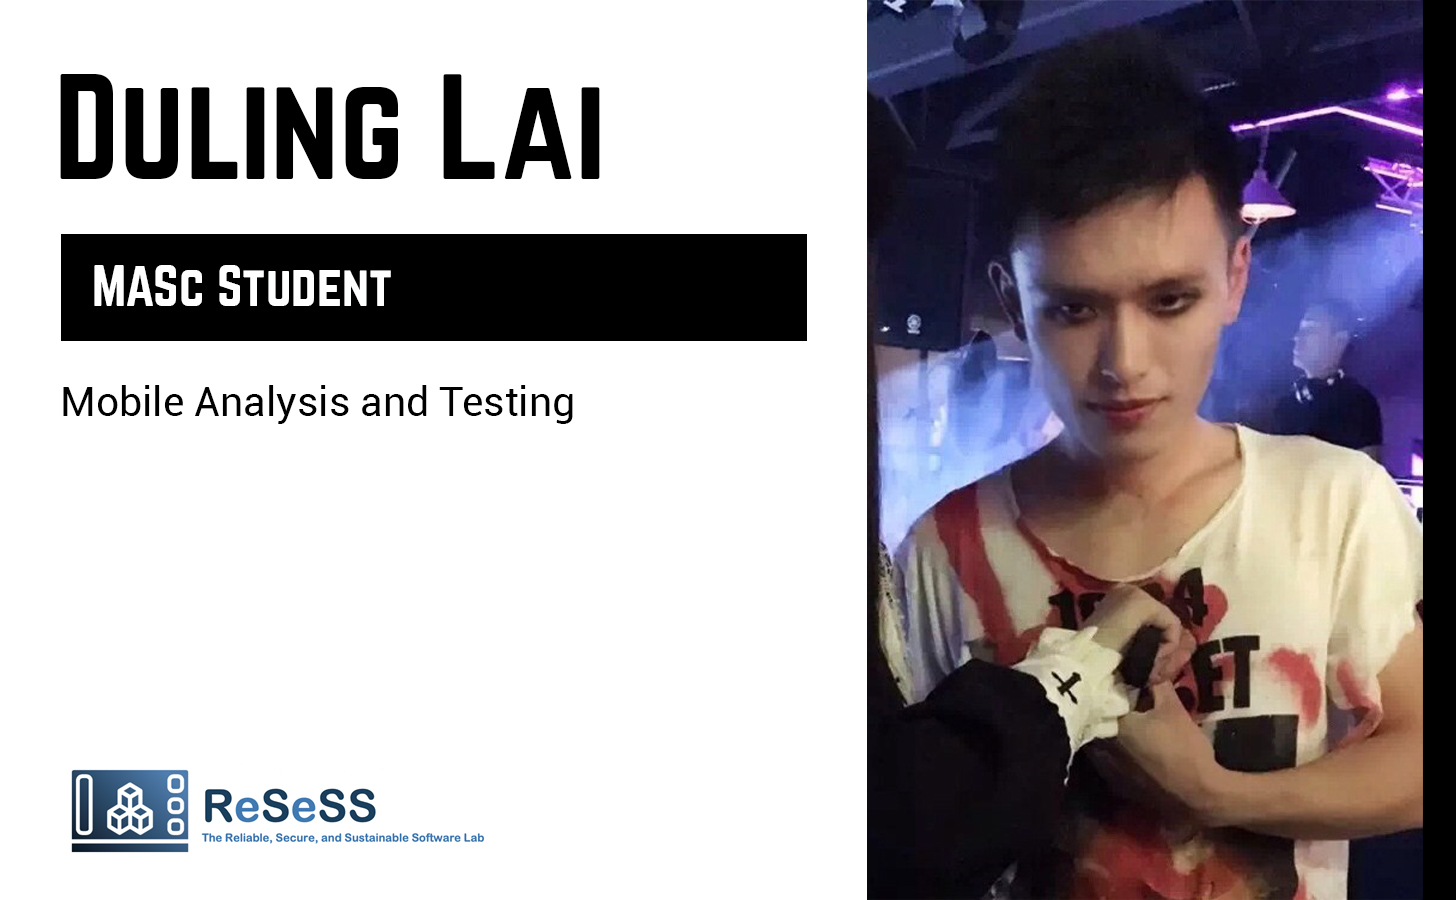 Duling Lai
MASc Student
Mobile Analysis and Testing
ReSeSS
The Reliable, Secure, and Sustainable Software Lab